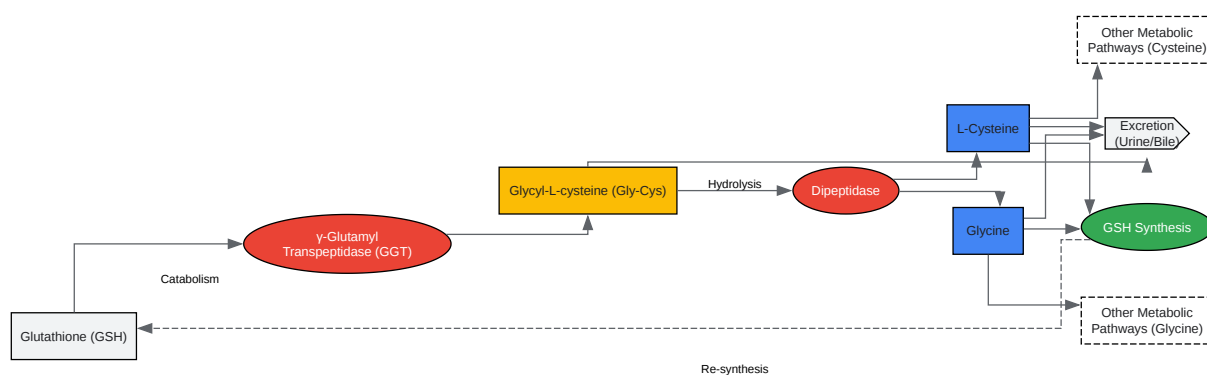 Other Metabolic
Pathways (Cysteine)
L-Cysteine
Excretion
(Urine/Bile)
Glycyl-L-cysteine (Gly-Cys)
Hydrolysis
Dipeptidase
γ-Glutamyl
Transpeptidase (GGT)
Glycine
GSH Synthesis
Catabolism
Glutathione (GSH)
Other Metabolic
Pathways (Glycine)
Re-synthesis